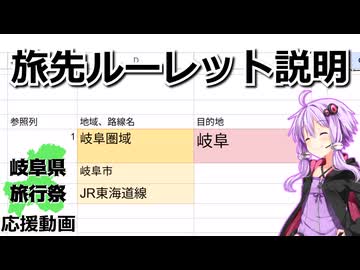 旅先ルーレット説明
D
参照列 地域、路線名 目的地
1 岐阜圏域 岐阜
岐阜市
JR東海道線
岐阜県
旅行祭
応援動画